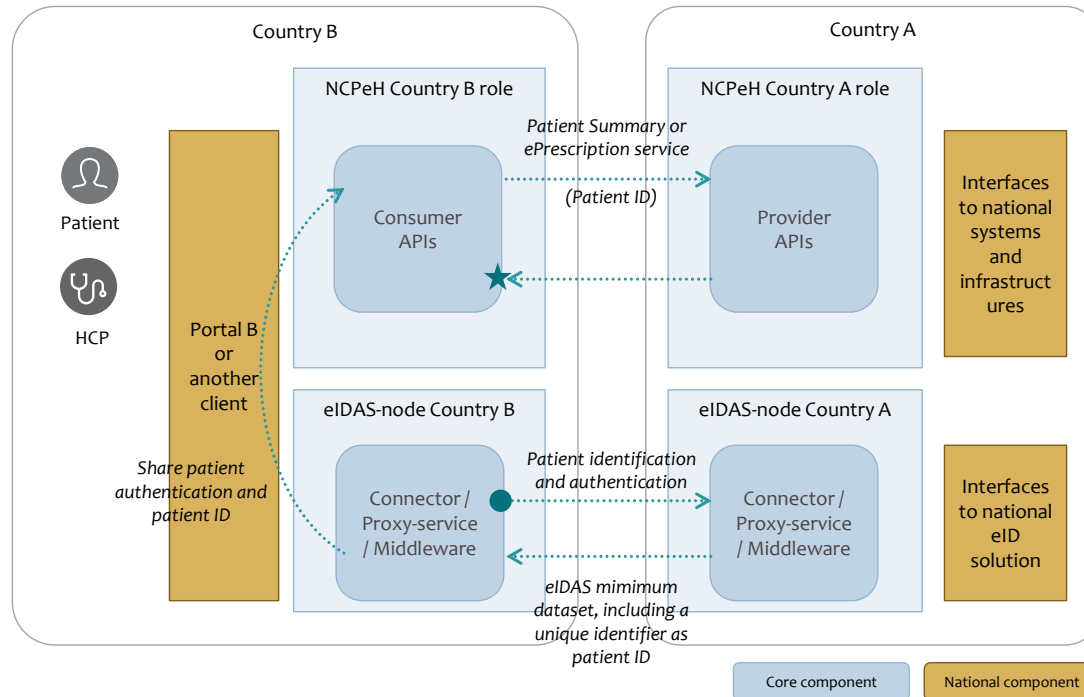 Country B
Country A
NCPeH Country B role
NCPeH Country A role
Patient Summary or
ePrescription service
(Patient ID)
Patient
HCP
Consumer
APIs
Provider
APIs
Interfaces
to national
systems
and
infrastruct
ures
Portal B
or
another
client
eIDAS-node Country B
eIDAS-node Country A
Share patient
authentication and
patient ID
Patient identification
and authentication
Connector /
Proxy-service
/ Middleware
Connector /
Proxy-service
/ Middleware
Interfaces
to national
eID
solution
eIDAS mimimum
dataset, including a
unique identifier as
patient ID
Core component
National component